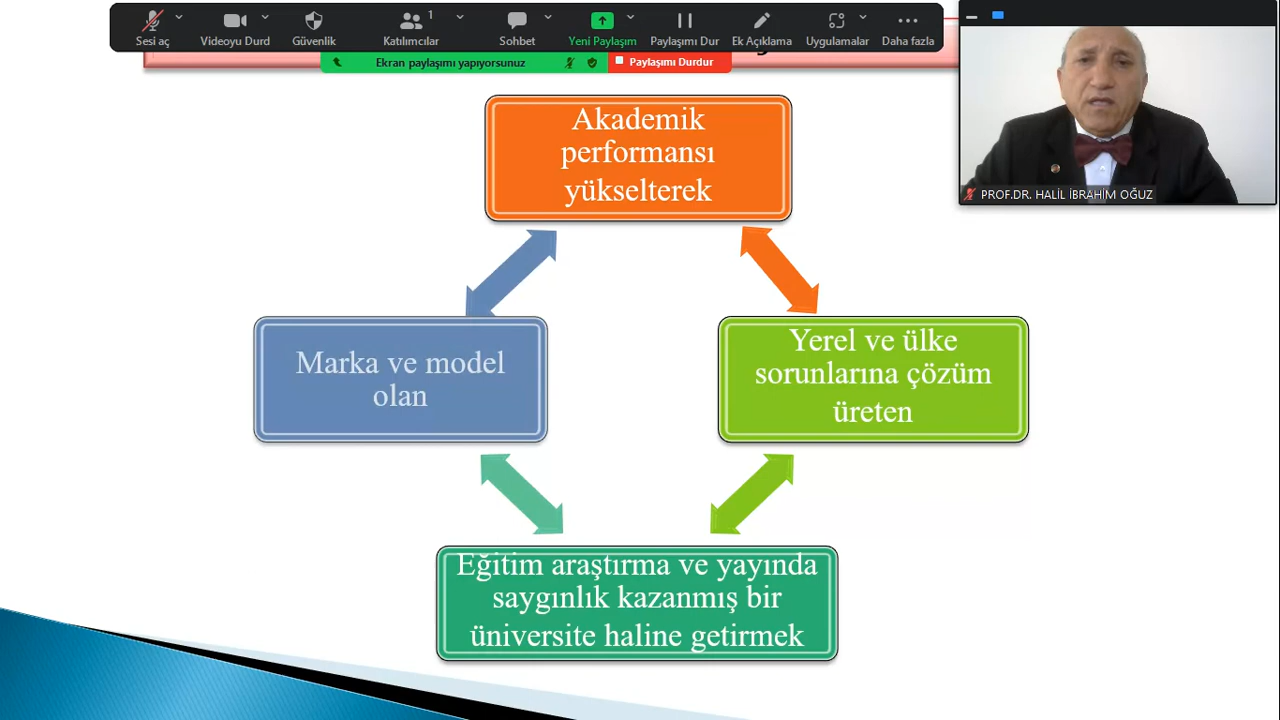 Sesi aç
Videoyu Durd
Güvenlik
Katılımcılar
1
Sohbet
Yeni Paylaşım
Paylaşımı Dur
Ek Açıklama
Uygulamalar
Daha fazla
Ekran paylaşımı yapıyorsunuz
Paylaşımı Durdur
PROF.DR. HALİL İBRAHİM OĞUZ
Akademik
performansı
yükselterek
Marka ve model
olan
Yerel ve ülke
sorunlarına çözüm
üreten
Eğitim araştırma ve yayında
saygınlık kazanmış bir
üniversite haline getirmek